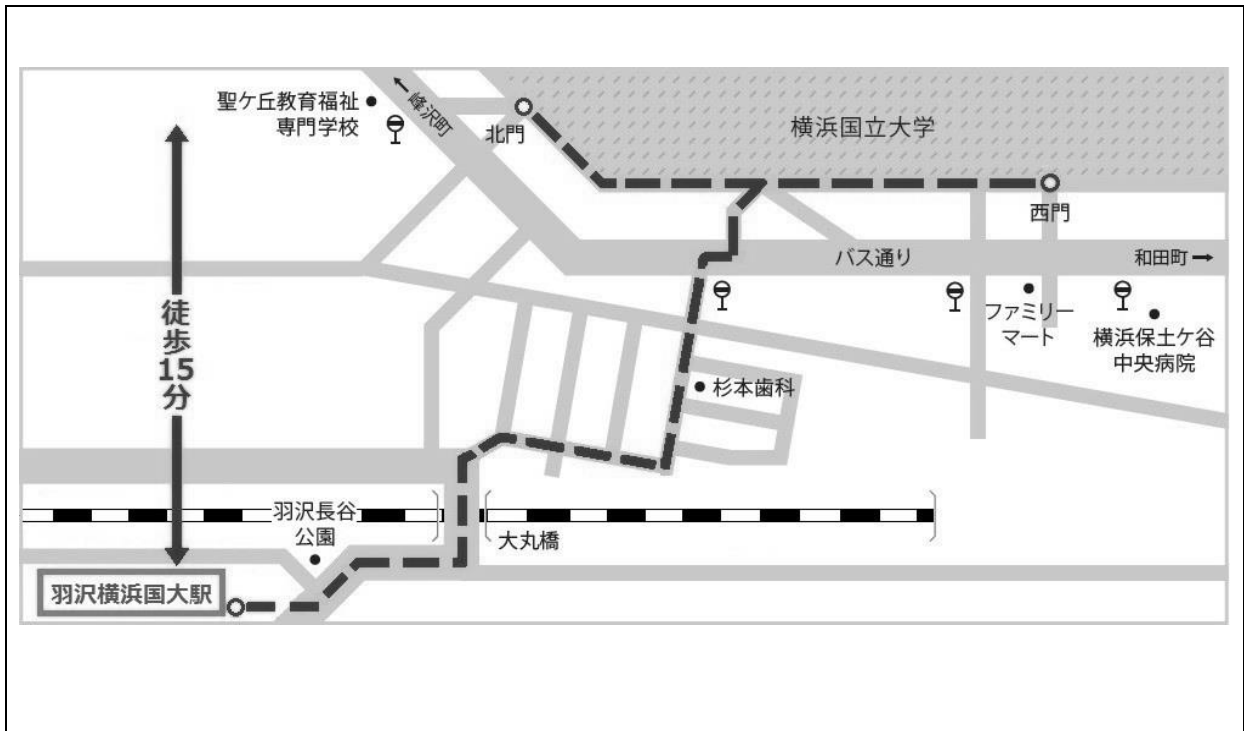 聖ケ丘教育福祉
専門学校
峰沢町
北門
横浜国立大学
西門
バス通り
和田町
ファミリー
マート
横浜保土ケ谷
中央病院
徒歩15分
杉本歯科
羽沢長谷
公園
大丸橋
羽沢横浜国大駅